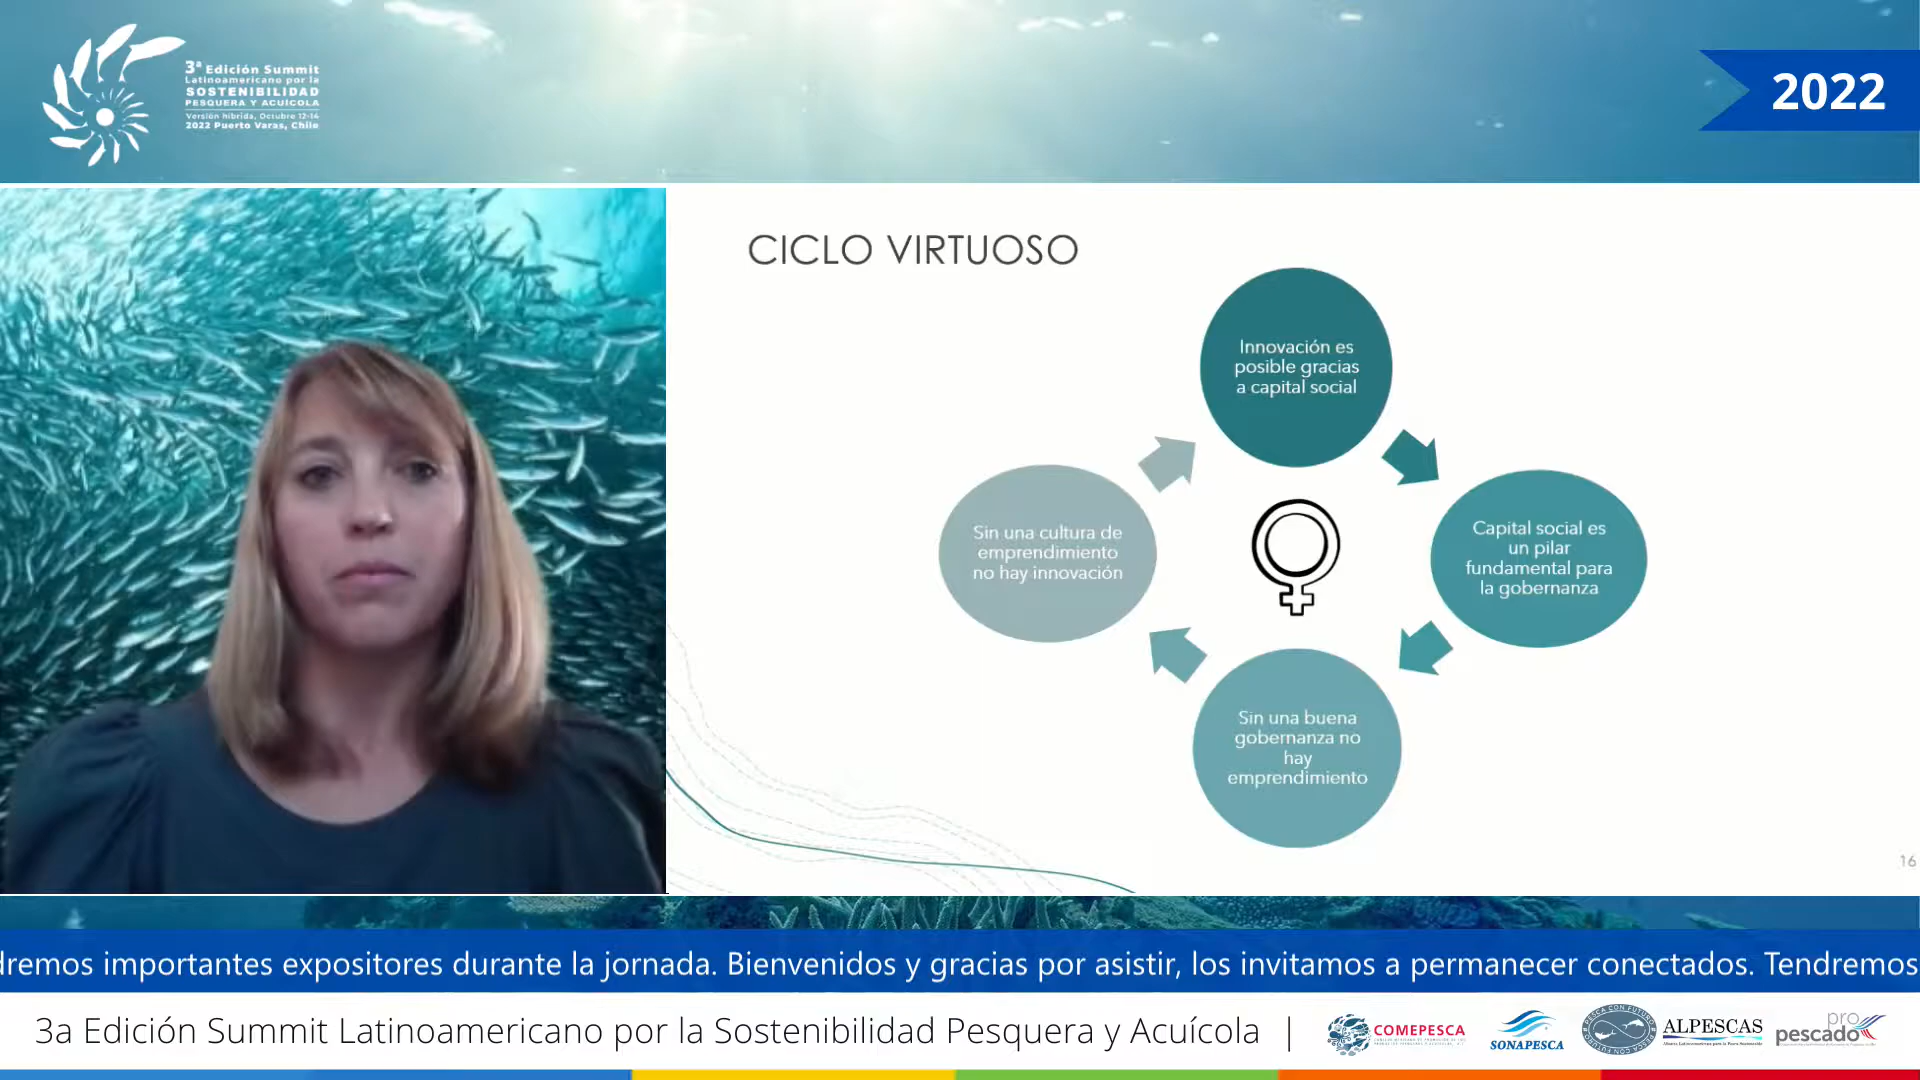 3ª Edición Summit
Latinoamericano por la
SOSTENIBILIDAD
PESQUERA Y ACUÍCOLA
Versión híbrida, Octubre 12-14
2022 Puerto Varas, Chile
2022
CICLO VIRTUOSO
Innovación es
posible gracias
a capital social
Capital social es
un pilar
fundamental para
la gobernanza
Sin una buena
gobernanza no
hay
emprendimiento
Sin una cultura de
emprendimiento
no hay innovación
16
dremos importantes expositores durante la jornada. Bienvenidos y gracias por asistir, los invitamos a permanecer conectados. Tendremos
3a Edición Summit Latinoamericano por la Sostenibilidad Pesquera y Acuícola |
COMEPESCA
SONAPESCA
PESCA CON FUTURO
ALPESCAS
pro
pescado